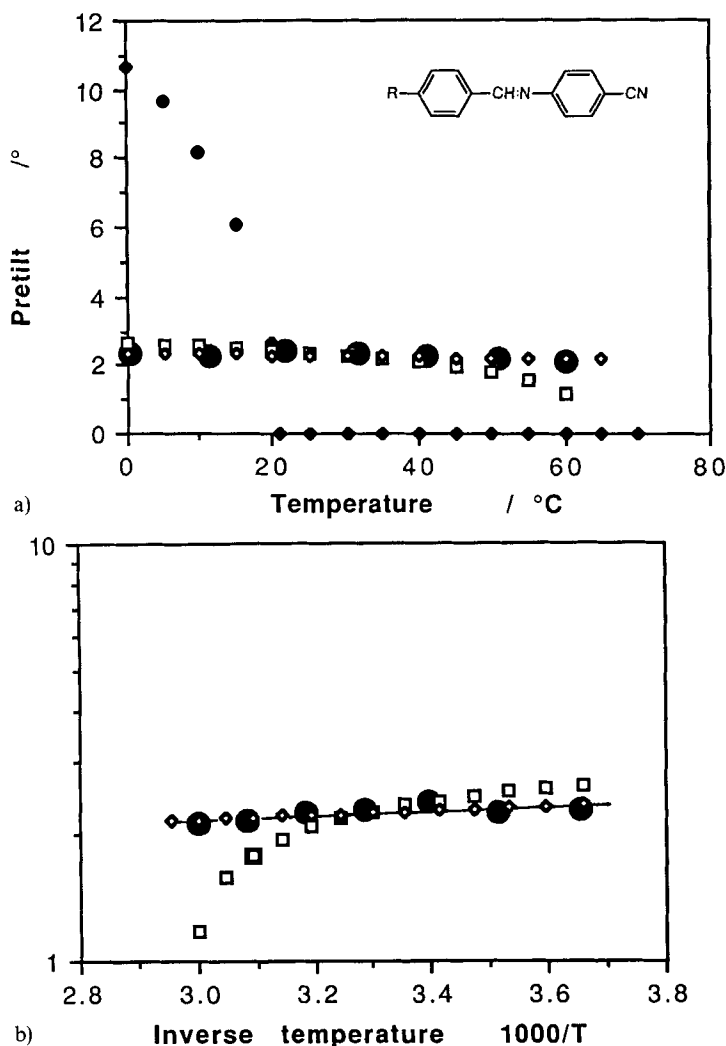 a)
12
10
8
6
4
2
0
Pretilt /°
R
CH:N
CN
0 20 40 60 80
Temperature / °C
b)
10
1
2.8 3.0 3.2 3.4 3.6 3.8
Inverse temperature 1000/T